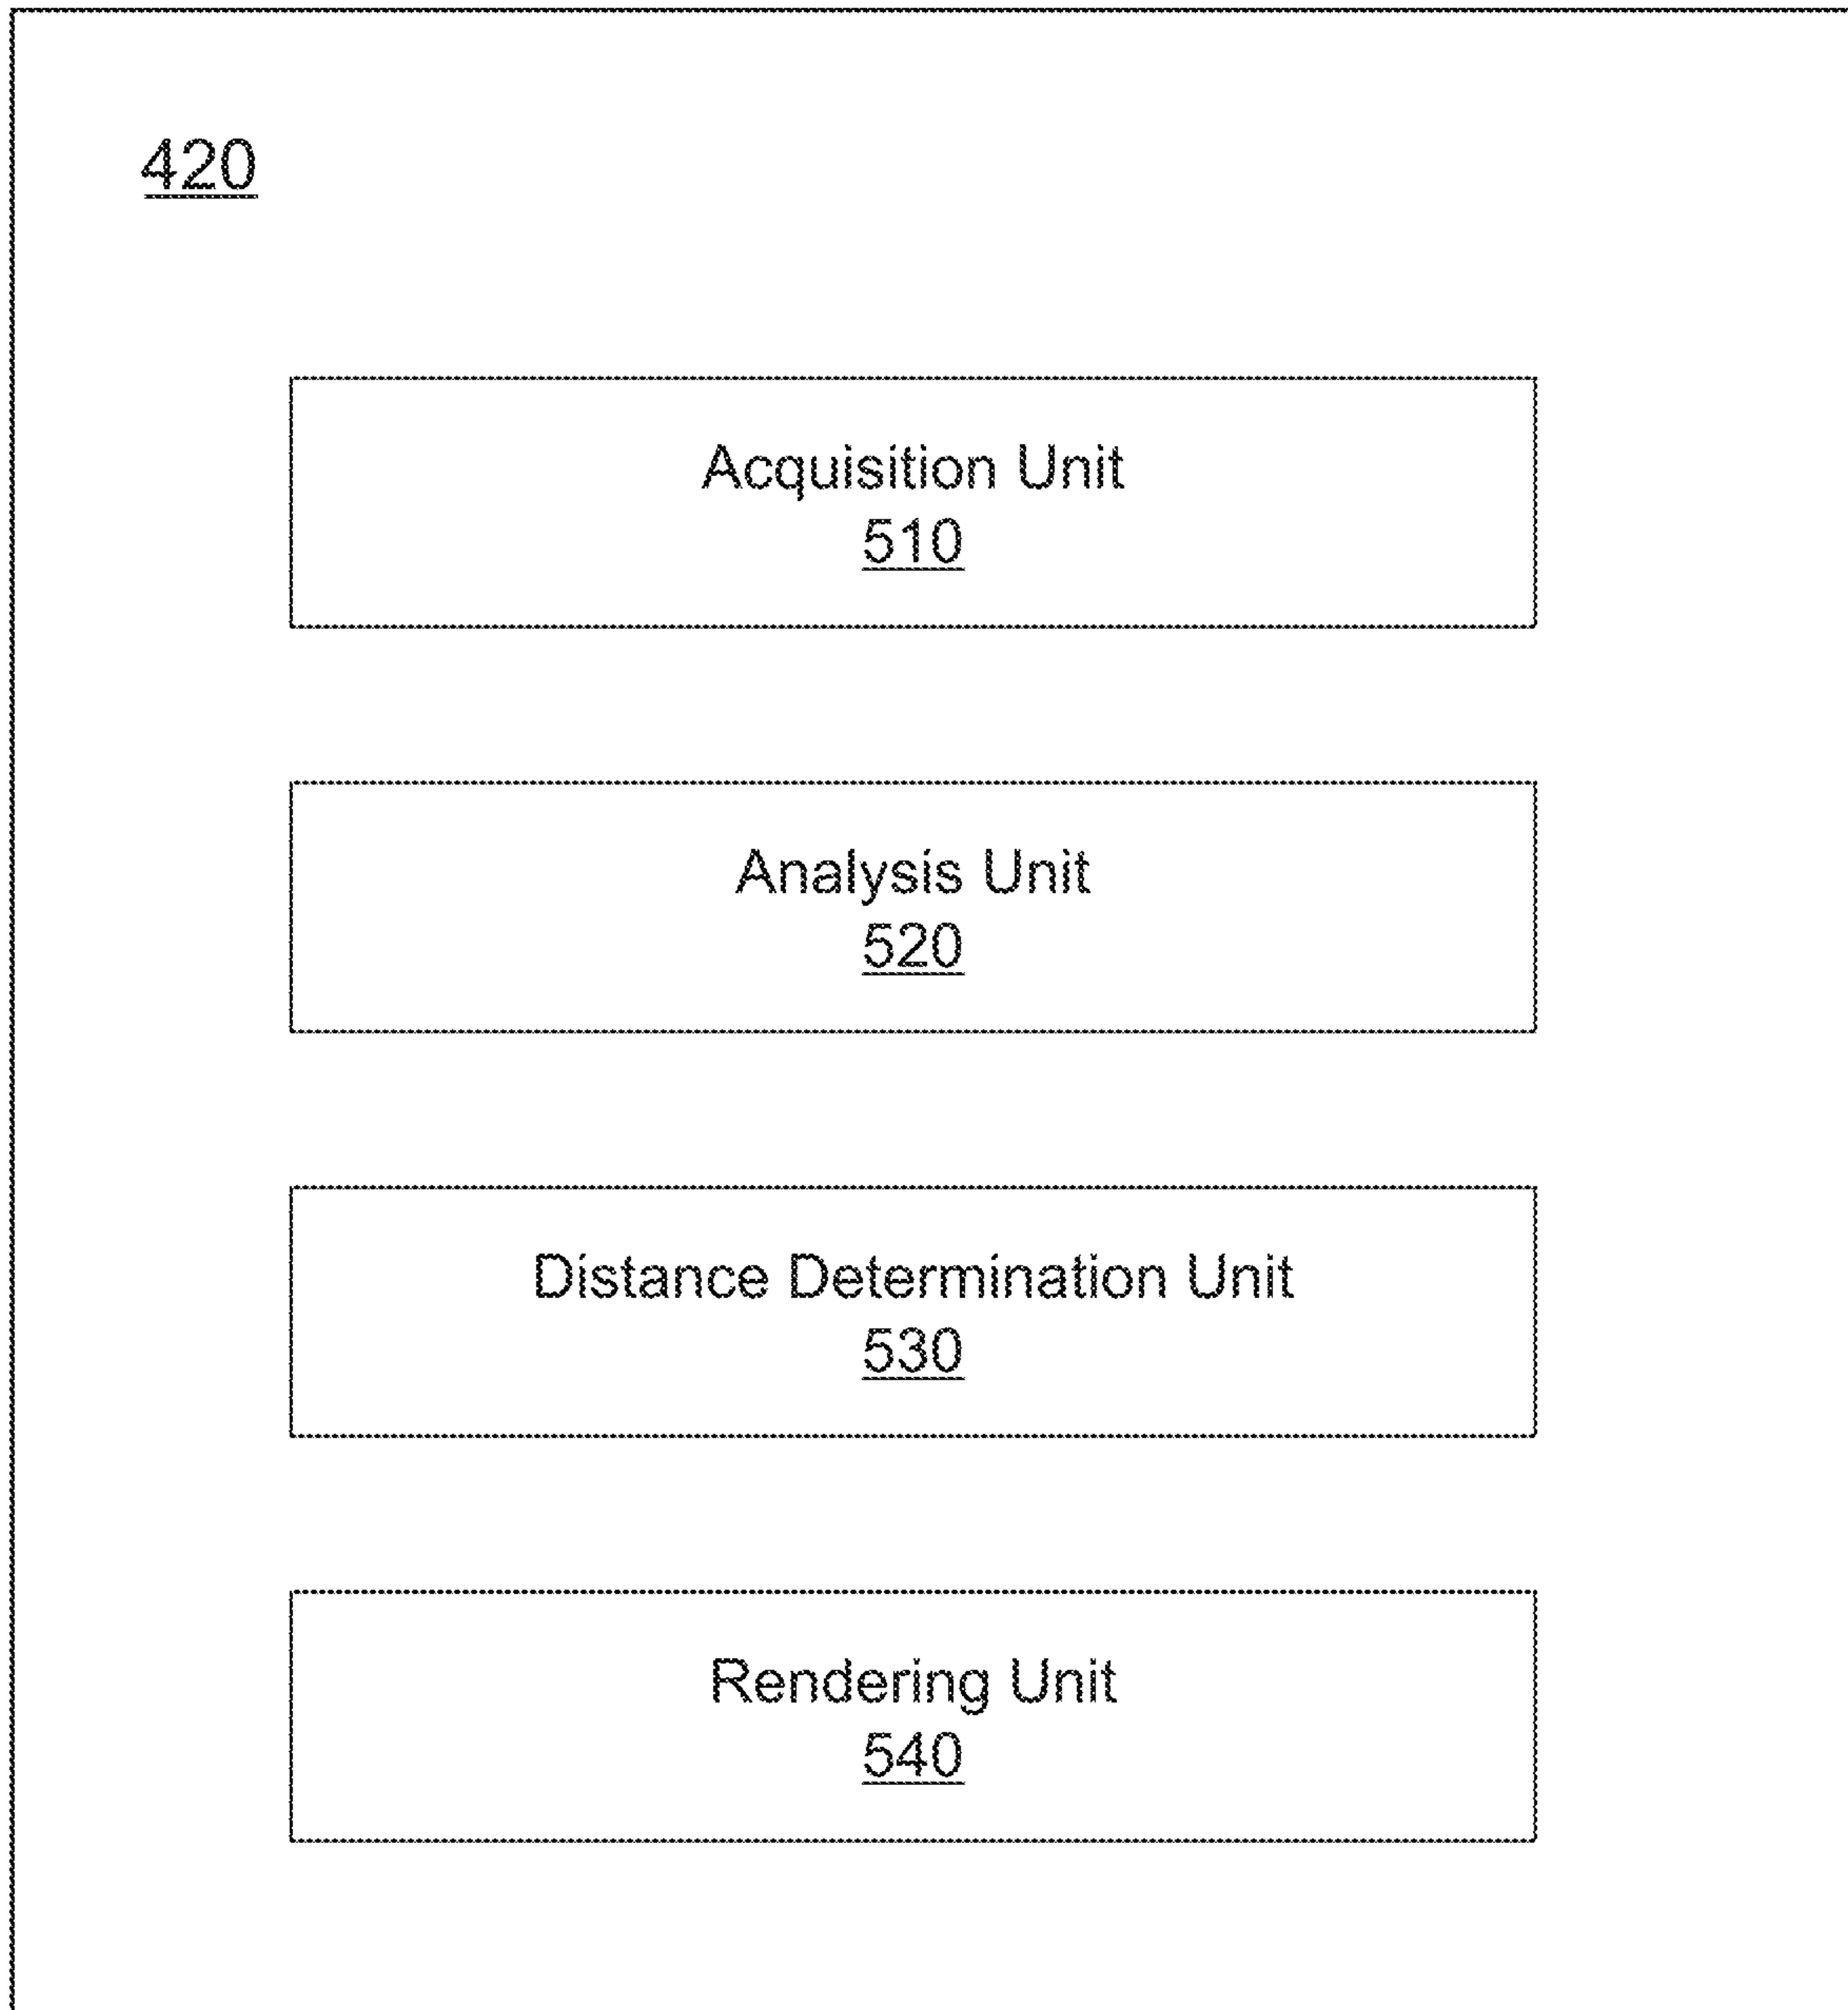 420
Acquisition Unit
510
Analysis Unit
520
Distance Determination Unit
530
Rendering Unit
540